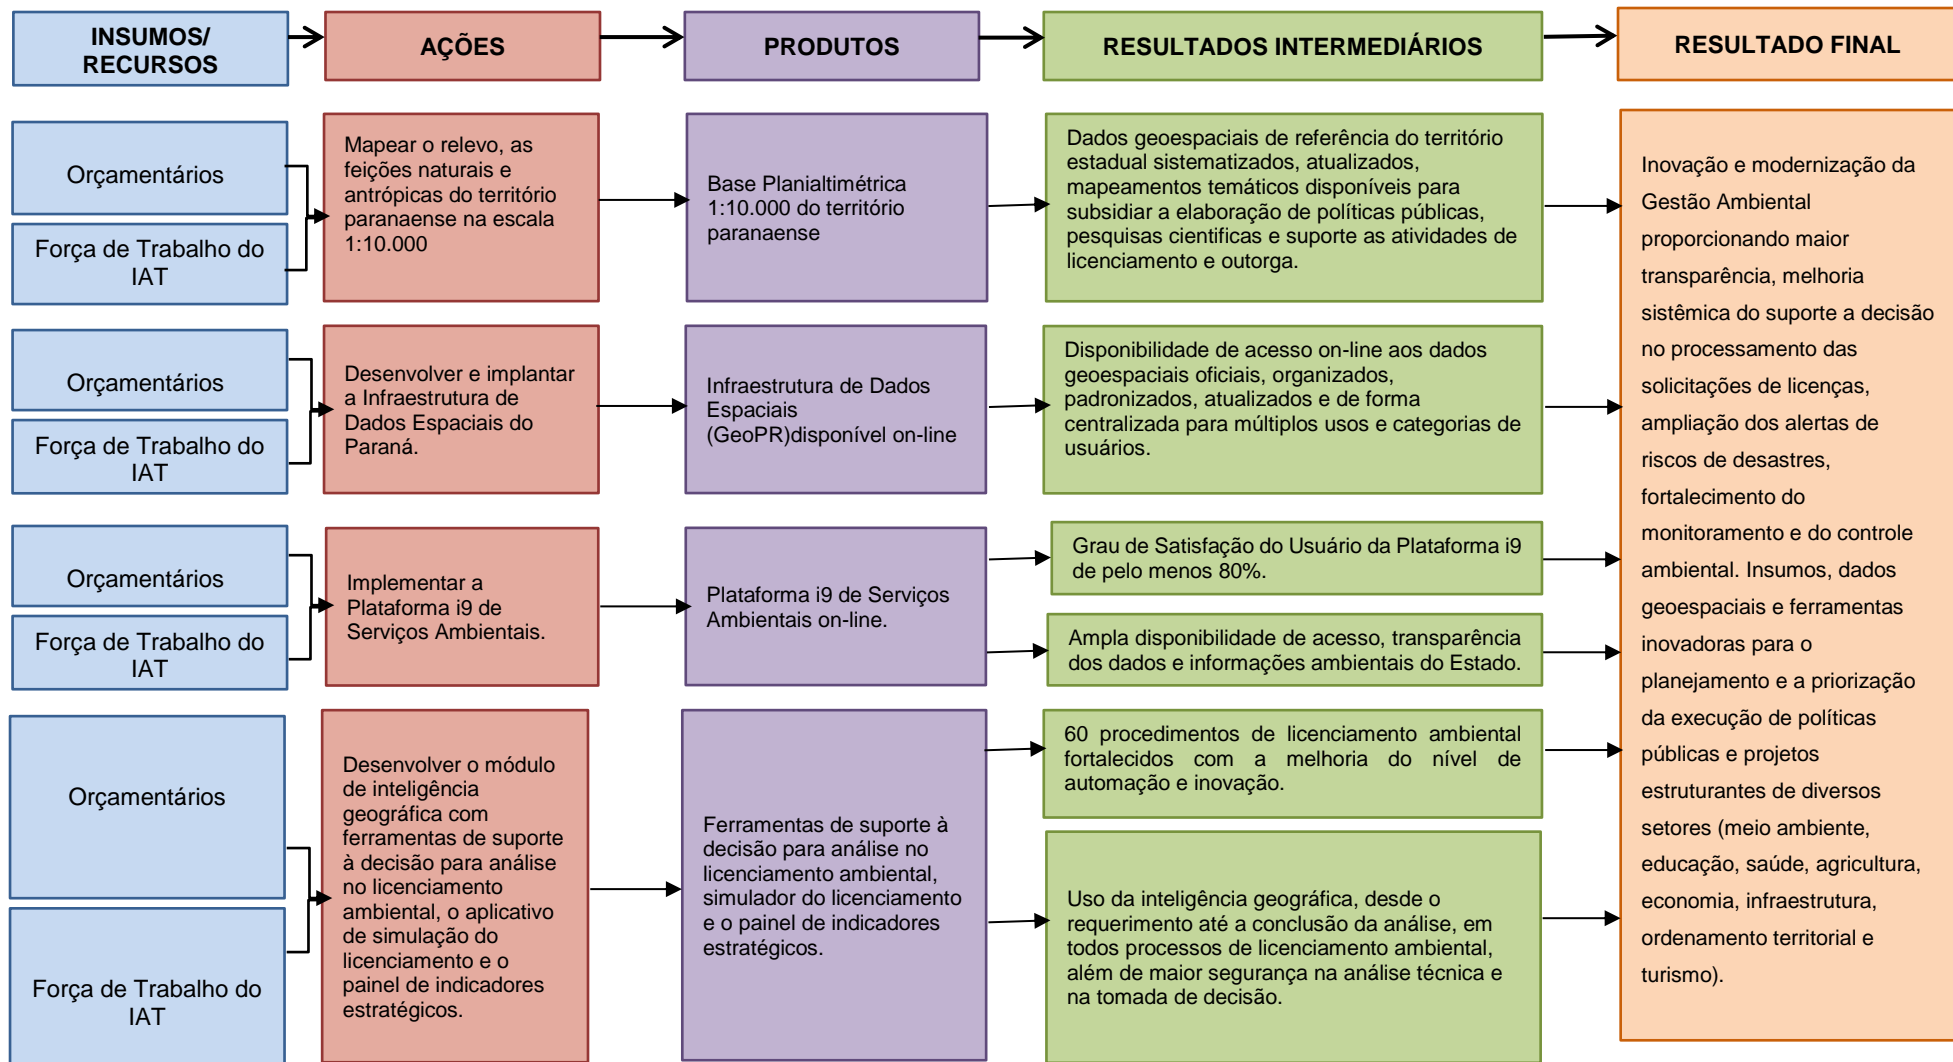 INSUMOS/
RECURSOS
AÇÕES
PRODUTOS
RESULTADOS INTERMEDIÁRIOS
RESULTADO FINAL
Orçamentários
Força de Trabalho do
IAT
Mapear o relevo, as
feições naturais e
antrópicas do território
paranaense na escala
1:10.000
Base Planialtimétrica
1:10.000 do território
paranaense
Dados geoespaciais de referência do território
estadual sistematizados, atualizados,
mapeamentos temáticos disponíveis para
subsidiar a elaboração de políticas públicas,
pesquisas cientificas e suporte as atividades de
licenciamento e outorga.
Orçamentários
Força de Trabalho do
IAT
Desenvolver e implantar
a Infraestrutura de
Dados Espaciais do
Paraná.
Infraestrutura de Dados
Espaciais
(GeoPR)disponível on-line
Disponibilidade de acesso on-line aos dados
geoespaciais oficiais, organizados,
padronizados, atualizados e de forma
centralizada para múltiplos usos e categorias de
usuários.
Orçamentários
Força de Trabalho do
IAT
Implementar a
Plataforma i9 de
Serviços Ambientais.
Plataforma i9 de Serviços
Ambientais on-line.
Grau de Satisfação do Usuário da Plataforma i9
de pelo menos 80%.
Ampla disponibilidade de acesso, transparência
dos dados e informações ambientais do Estado.
Orçamentários
Força de Trabalho do
IAT
Desenvolver o módulo
de inteligência
geográfica com
ferramentas de suporte
à decisão para análise
no licenciamento
ambiental, o aplicativo
de simulação do
licenciamento e o
painel de indicadores
estratégicos.
Ferramentas de suporte à
decisão para análise no
licenciamento ambiental,
simulador do licenciamento
e o painel de indicadores
estratégicos.
60 procedimentos de licenciamento ambiental
fortalecidos com a melhoria do nível de
automação e inovação.
Uso da inteligência geográfica, desde o
requerimento até a conclusão da análise, em
todos processos de licenciamento ambiental,
além de maior segurança na análise técnica e
na tomada de decisão.
Inovação e modernização da
Gestão Ambiental
proporcionando maior
transparência, melhoria
sistêmica do suporte a decisão
no processamento das
solicitações de licenças,
ampliação dos alertas de
riscos de desastres,
fortalecimento do
monitoramento e do controle
ambiental. Insumos, dados
geoespaciais e ferramentas
inovadoras para o
planejamento e a priorização
da execução de políticas
públicas e projetos
estruturantes de diversos
setores (meio ambiente,
educação, saúde, agricultura,
economia, infraestrutura,
ordenamento territorial e
turismo).